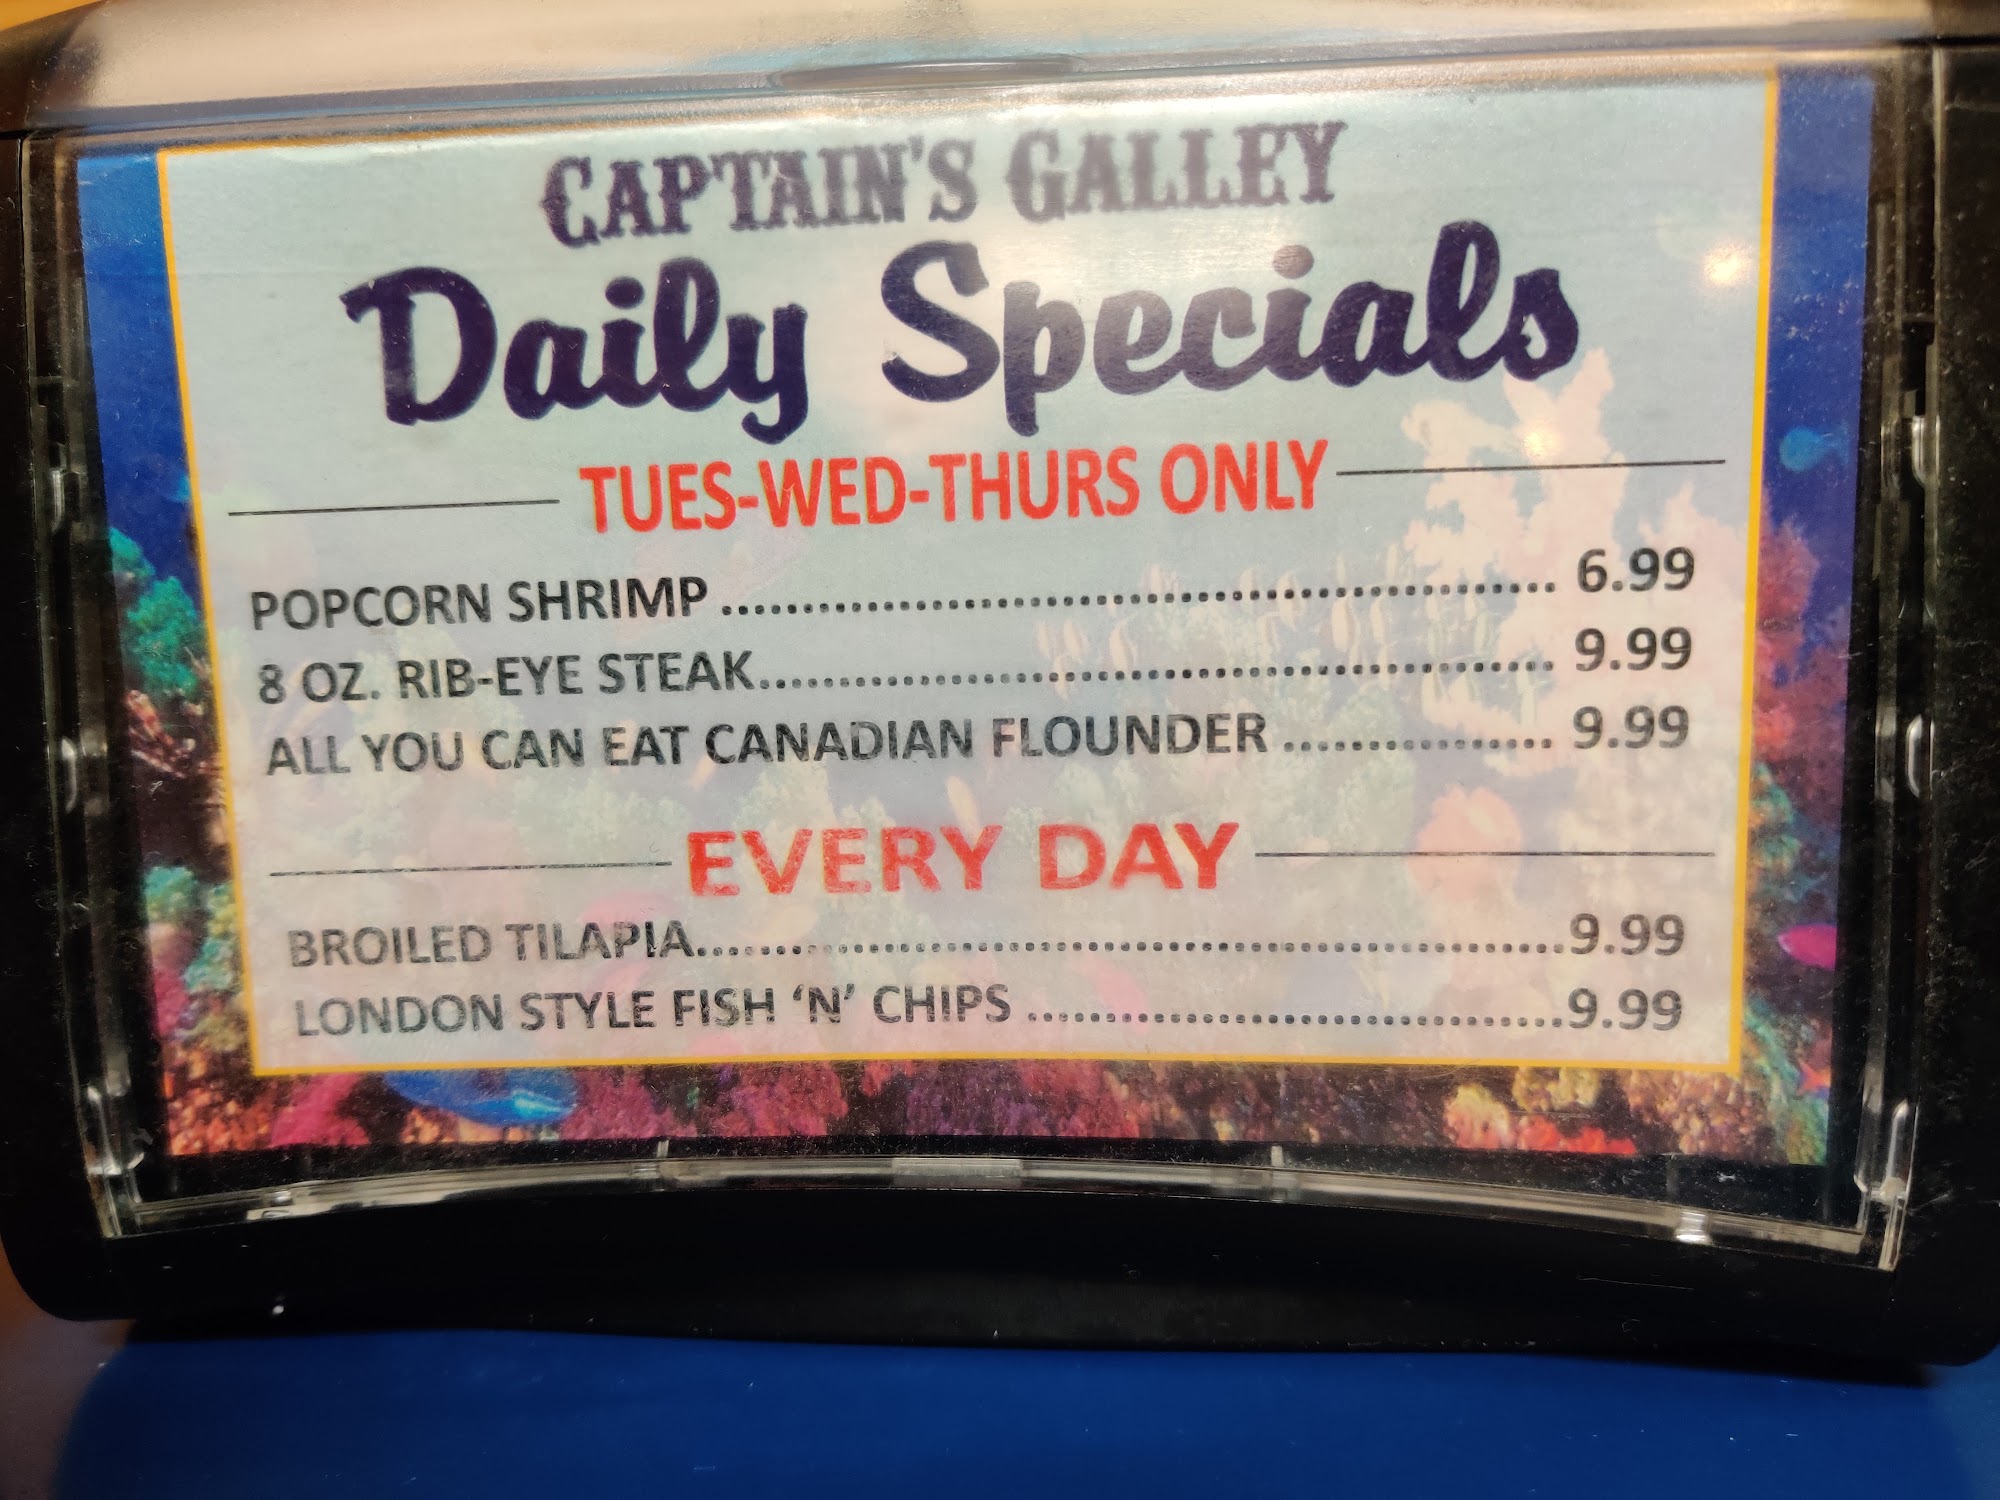 CAPTAIN'S GALLEY
Daily Specials
TUES-WED-THURS ONLY
POPCORN SHRIMP ........................................................ 6.99
8 OZ. RIB-EYE STEAK...................................................... 9.99
ALL YOU CAN EAT CANADIAN FLOUNDER .................. 9.99
EVERY DAY
BROILED TILAPIA..........................................................9.99
LONDON STYLE FISH ‘N’ CHIPS ....................................9.99